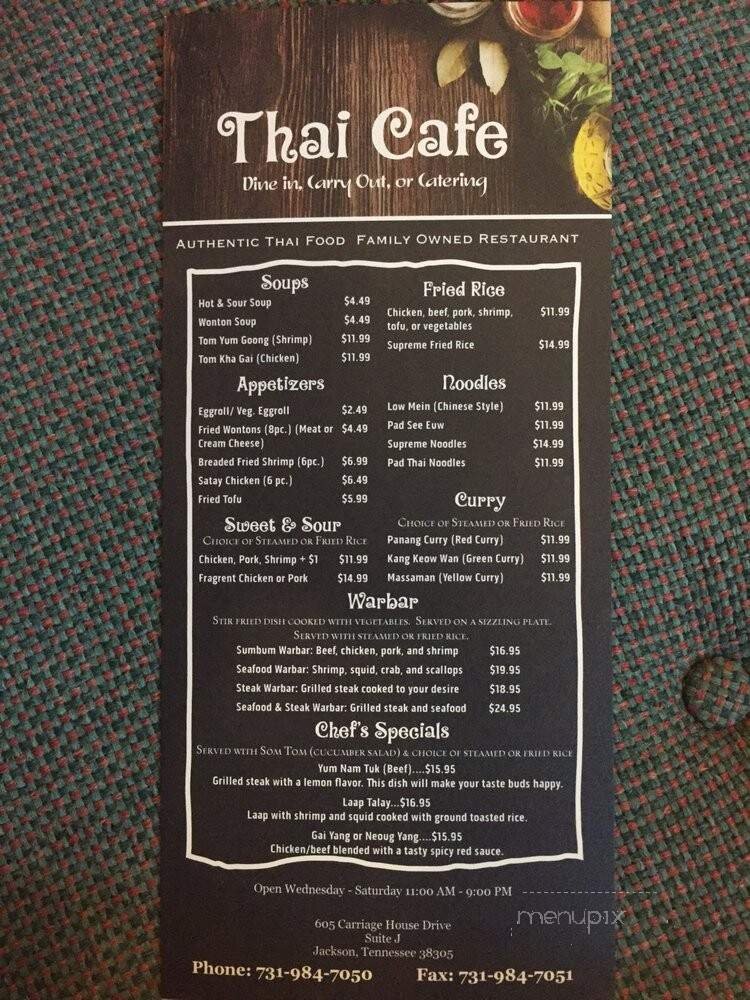 Thai Cafe
Dine in, Carry Out, or Catering
Authentic Thai Food Family Owned Restaurant
Soups
Hot & Sour Soup $4.49
Wonton Soup $4.49
Tom Yum Goong (Shrimp) $11.99
Tom Kha Gai (Chicken) $11.99
Appetizers
Eggroll/ Veg. Eggroll $2.49
Fried Wontons (8pc.) (Meat or $4.49
Cream Cheese)
Breaded Fried Shrimp (6pc.) $6.99
Satay Chicken (6 pc.) $6.49
Fried Tofu $5.99
Sweet & Sour
Choice of Steamed or Fried Rice
Chicken, Pork, Shrimp + $1 $11.99
Fragrent Chicken or Pork $14.99
Fried Rice
Chicken, beef, pork, shrimp, $11.99
tofu, or vegetables
Supreme Fried Rice $14.99
Noodles
Low Mein (Chinese Style) $11.99
Pad See Euw $11.99
Supreme Noodles $14.99
Pad Thai Noodles $11.99
Curry
Choice of Steamed or Fried Rice
Panang Curry (Red Curry) $11.99
Kang Keow Wan (Green Curry) $11.99
Massaman (Yellow Curry) $11.99
Warbar
Stir fried dish cooked with vegetables. Served on a sizzling plate.
Served with steamed or fried rice.
Sumbum Warbar: Beef, chicken, pork, and shrimp $16.95
Seafood Warbar: Shrimp, squid, crab, and scallops $19.95
Steak Warbar: Grilled steak cooked to your desire $18.95
Seafood & Steak Warbar: Grilled steak and seafood $24.95
Chef's Specials
Served with Som Tom (cucumber salad) & choice of steamed or fried rice
Yum Nam Tuk (Beef)....$15.95
Grilled steak with a lemon flavor. This dish will make your taste buds happy.
Laap Talay...$16.95
Laap with shrimp and squid cooked with ground toasted rice.
Gai Yang or Neoug Yang....$15.95
Chicken/beef blended with a tasty spicy red sauce.
Open Wednesday - Saturday 11:00 AM - 9:00 PM
menupix
605 Carriage House Drive
Suite J
Jackson, Tennessee 38305
Phone: 731-984-7050 Fax: 731-984-7051